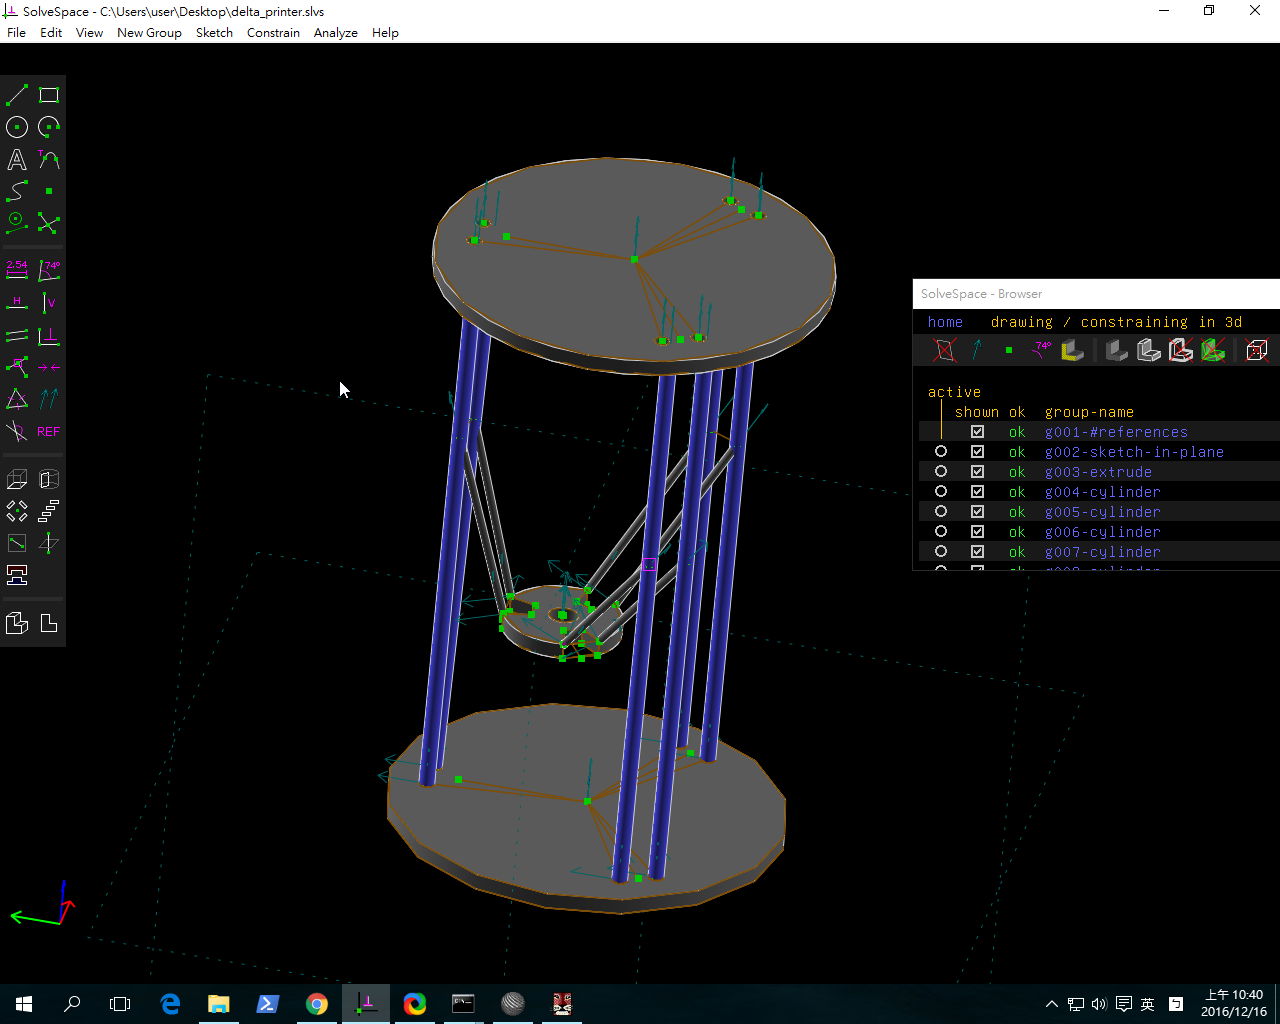 SolveSpace - C:\Users\user\Desktop\delta_printer.slvs
File Edit View New Group Sketch Constrain Analyze Help
A T
2.54 74°
H V
REF
SolveSpace - Browser
home drawing / constraining in 3d
74°
active
shown ok group-name
ok g001-#references
ok g002-sketch-in-plane
ok g003-extrude
ok g004-cylinder
ok g005-cylinder
ok g006-cylinder
ok g007-cylinder
英
上午 10:40
2016/12/16